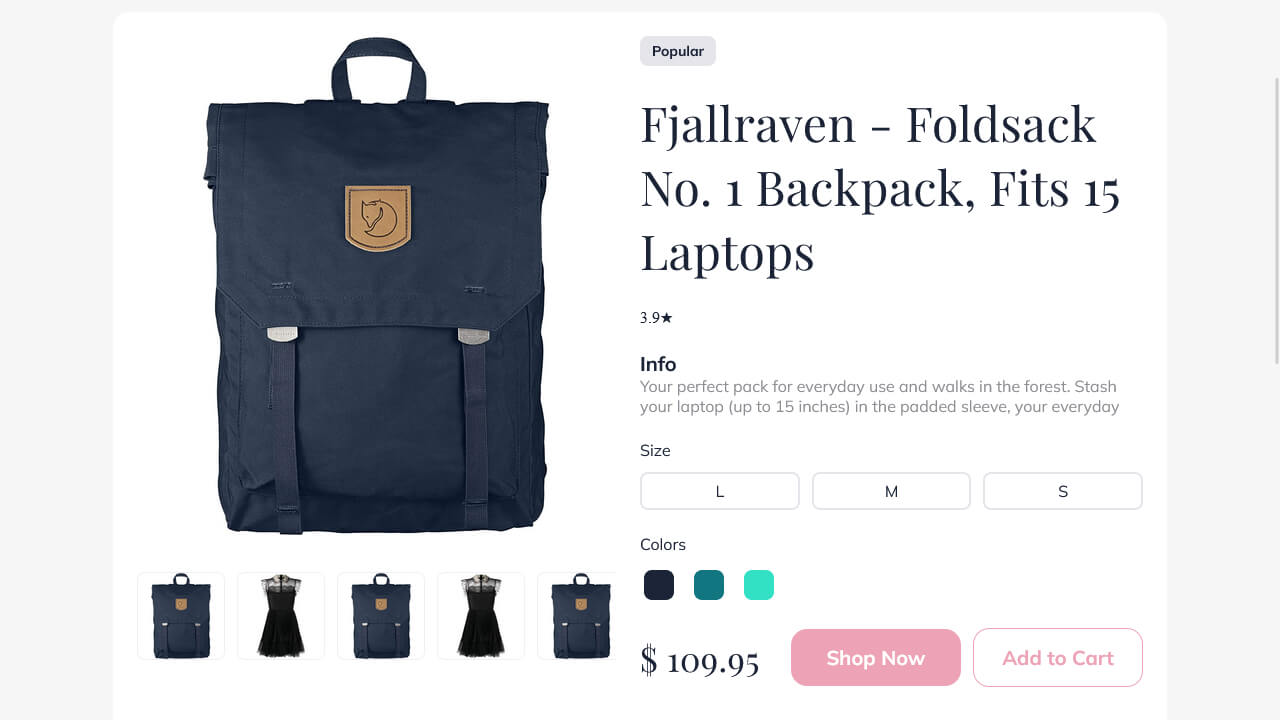 Popular
Fjallraven - Foldsack
No. 1 Backpack, Fits 15
Laptops
3.9★
Info
Your perfect pack for everyday use and walks in the forest. Stash
your laptop (up to 15 inches) in the padded sleeve, your everyday
Size
L M S
Colors
$ 109.95 Shop Now Add to Cart